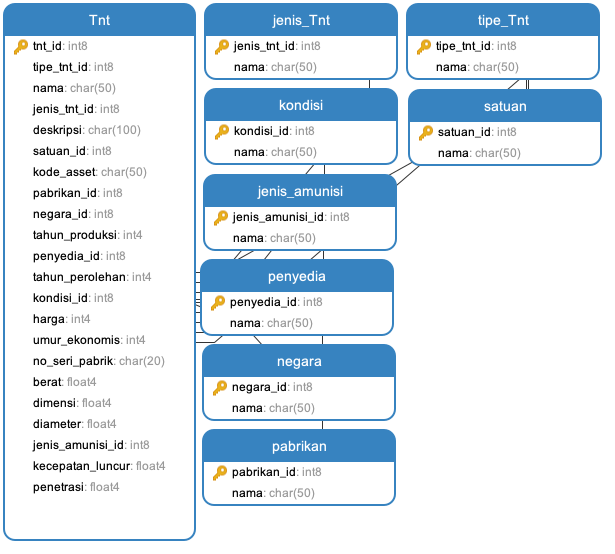 Tnt
tnt_id: int8
tipe_tnt_id: int8
nama: char(50)
jenis_tnt_id: int8
deskripsi: char(100)
satuan_id: int8
kode_asset: char(50)
pabrikan_id: int8
negara_id: int8
tahun_produksi: int4
penyedia_id: int8
tahun_perolehan: int4
kondisi_id: int8
harga: int4
umur_ekonomis: int4
no_seri_pabrik: char(20)
berat: float4
dimensi: float4
diameter: float4
jenis_amunisi_id: int8
kecepatan_luncur: float4
penetrasi: float4
jenis_Tnt
jenis_tnt_id: int8
nama: char(50)
tipe_Tnt
tipe_tnt_id: int8
nama: char(50)
kondisi
kondisi_id: int8
nama: char(50)
satuan
satuan_id: int8
nama: char(50)
jenis_amunisi
jenis_amunisi_id: int8
nama: char(50)
penyedia
penyedia_id: int8
nama: char(50)
negara
negara_id: int8
nama: char(50)
pabrikan
pabrikan_id: int8
nama: char(50)